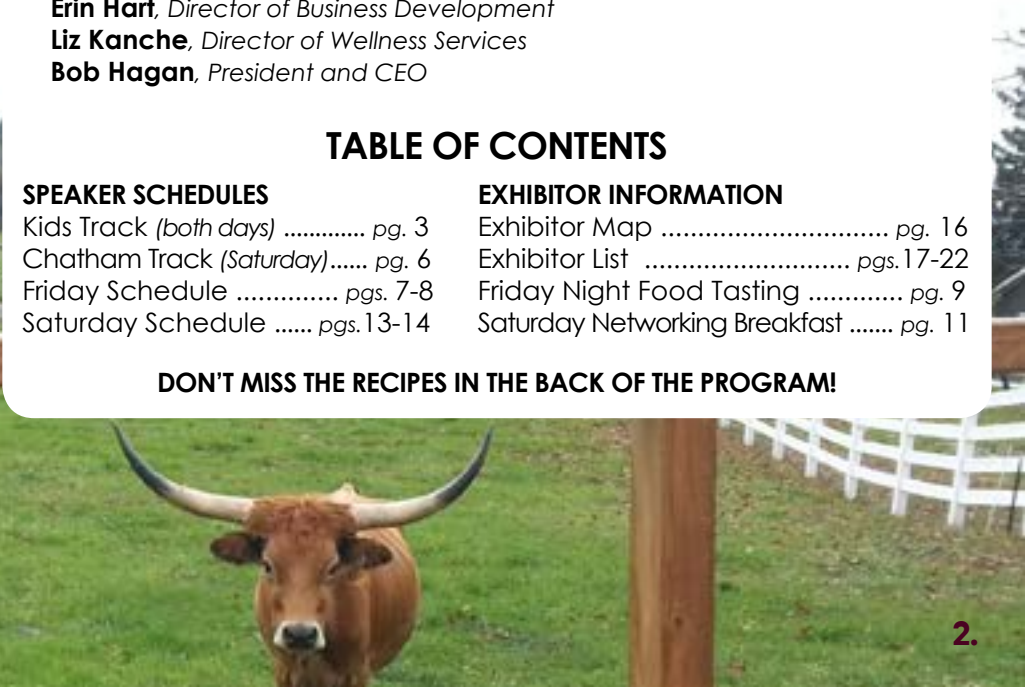 Erin Hart, Director of Business Development
Liz Kanche, Director of Wellness Services
Bob Hagan, President and CEO
TABLE OF CONTENTS
SPEAKER SCHEDULES
Kids Track (both days) ............. pg. 3
Chatham Track (Saturday)...... pg. 6
Friday Schedule .............. pgs. 7-8
Saturday Schedule ...... pgs.13-14
EXHIBITOR INFORMATION
Exhibitor Map ............................... pg. 16
Exhibitor List ............................ pgs.17-22
Friday Night Food Tasting ............. pg. 9
Saturday Networking Breakfast ....... pg. 11
DON'T MISS THE RECIPES IN THE BACK OF THE PROGRAM!
2.